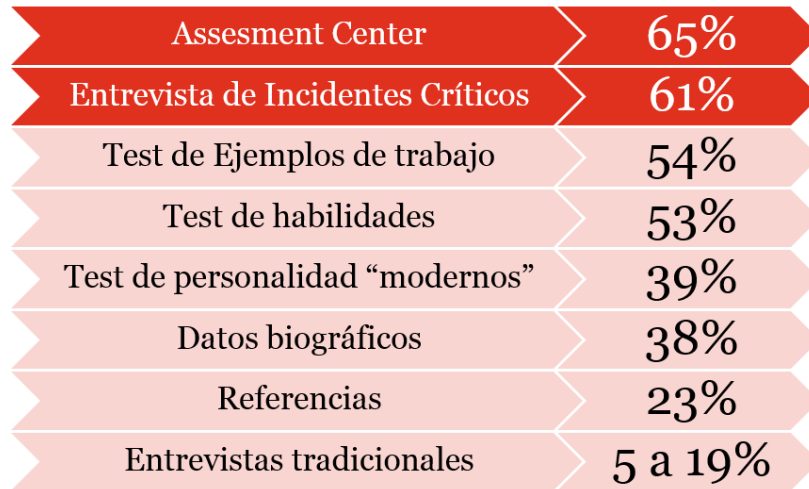 Assesment Center 65%
Entrevista de Incidentes Críticos 61%
Test de Ejemplos de trabajo 54%
Test de habilidades 53%
Test de personalidad “modernos” 39%
Datos biográficos 38%
Referencias 23%
Entrevistas tradicionales 5 a 19%